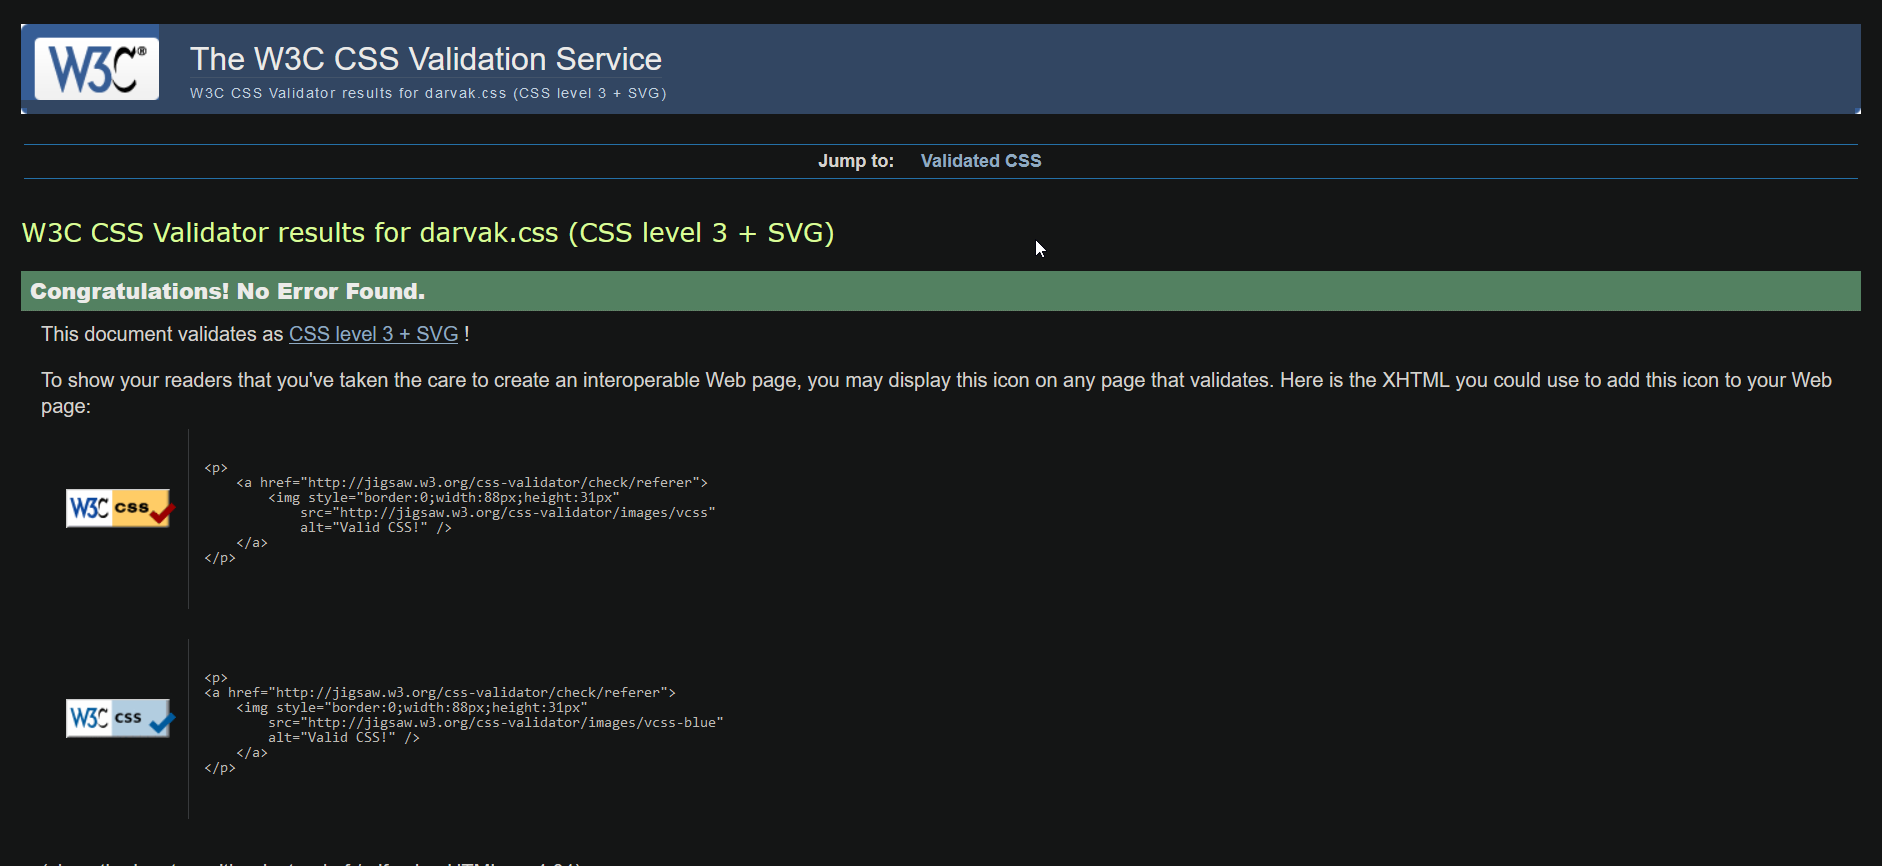 W3C®
The W3C CSS Validation Service
W3C CSS Validator results for darvak.css (CSS level 3 + SVG)
Jump to: Validated CSS
W3C CSS Validator results for darvak.css (CSS level 3 + SVG)
Congratulations! No Error Found.
This document validates as CSS level 3 + SVG !
To show your readers that you've taken the care to create an interoperable Web page, you may display this icon on any page that validates. Here is the XHTML you could use to add this icon to your Web
page:
W3C css
<p>
<a href="http://jigsaw.w3.org/css-validator/check/referer">
<img style="border:0;width:88px;height:31px"
src="http://jigsaw.w3.org/css-validator/images/vcss"
alt="Valid CSS!" />
</a>
</p>
W3C css
<p>
<a href="http://jigsaw.w3.org/css-validator/check/referer">
<img style="border:0;width:88px;height:31px"
src="http://jigsaw.w3.org/css-validator/images/vcss-blue"
alt="Valid CSS!" />
</a>
</p>